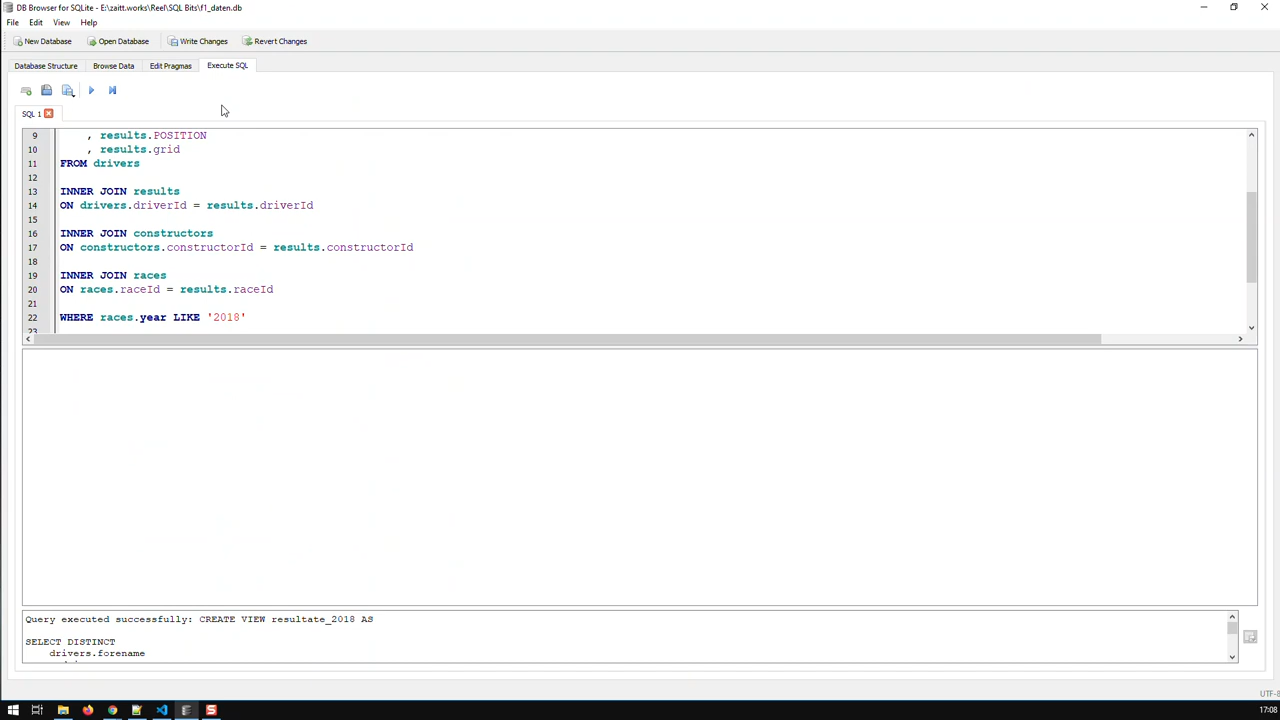 DB Browser for SQLite - E:\zaitt.works\Reel\SQL Bits\f1_daten.db
File Edit View Help
New Database Open Database Write Changes Revert Changes
Database Structure Browse Data Edit Pragmas Execute SQL
SQL 1
9 , results.POSITION
10 , results.grid
11 FROM drivers
12
13 INNER JOIN results
14 ON drivers.driverId = results.driverId
15
16 INNER JOIN constructors
17 ON constructors.constructorId = results.constructorId
18
19 INNER JOIN races
20 ON races.raceId = results.raceId
21
22 WHERE races.year LIKE '2018'
23
Query executed successfully: CREATE VIEW resultate_2018 AS
SELECT DISTINCT
drivers.forename
UTF-8
17:08